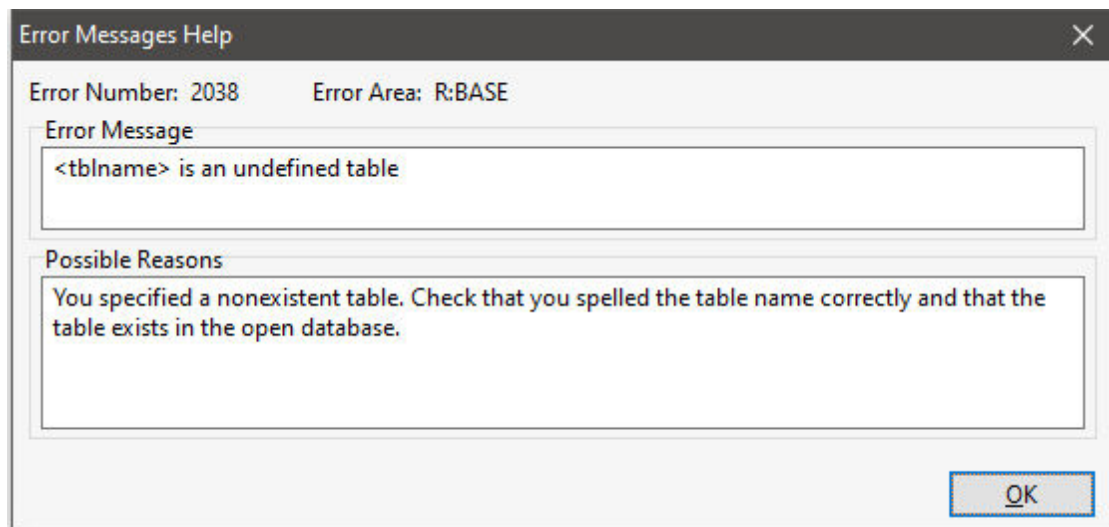 Error Messages Help
Error Number: 2038 Error Area: R:BASE
Error Message
<tblname> is an undefined table
Possible Reasons
You specified a nonexistent table. Check that you spelled the table name correctly and that the
table exists in the open database.
OK